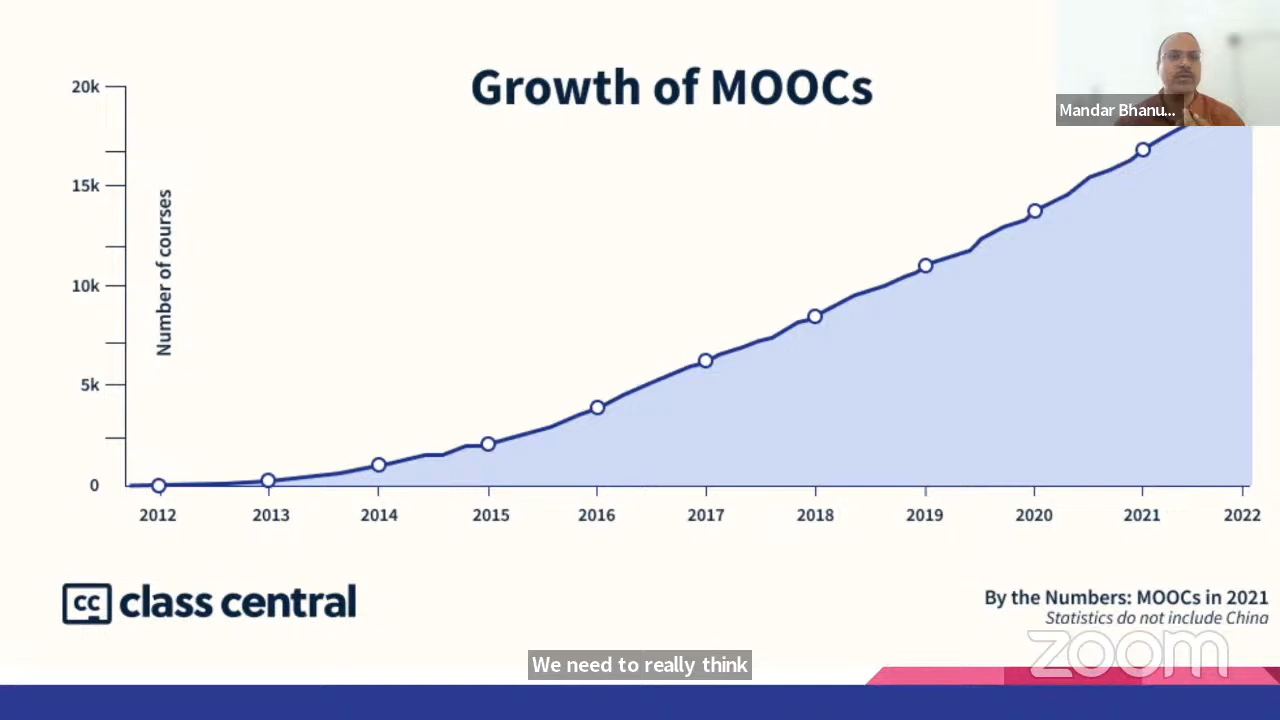 Growth of MOOCs
Mandar Bhanu...
20k
15k
10k
5k
0
Number of courses
2012 2013 2014 2015 2016 2017 2018 2019 2020 2021 2022
cc class central
By the Numbers: MOOCs in 2021
Statistics do not include China
zoom
We need to really think